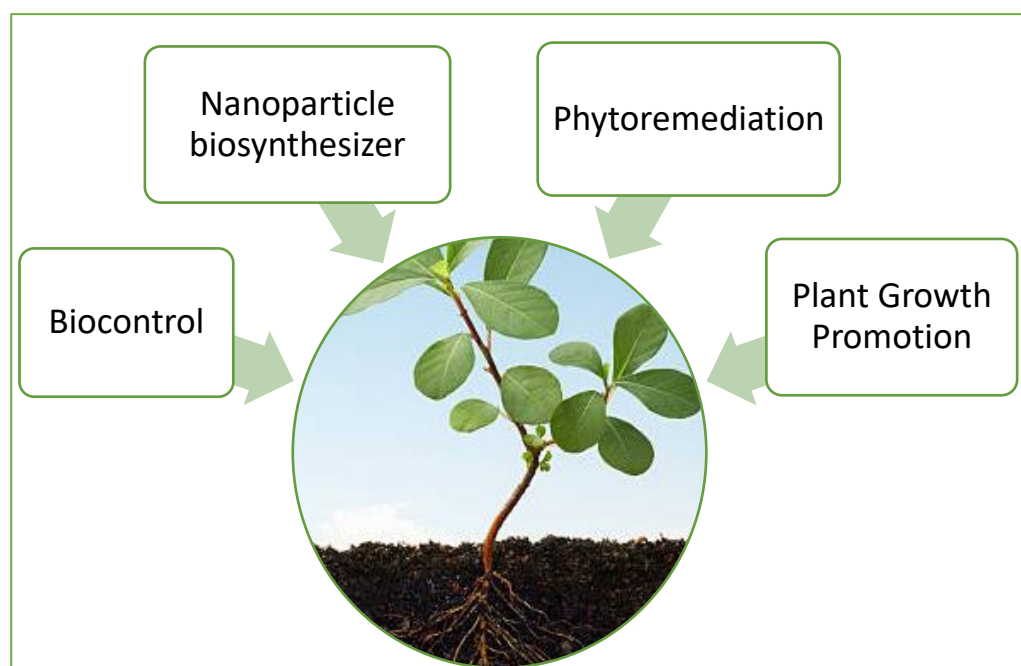 Nanoparticle
biosynthesizer
Phytoremediation
Biocontrol
Plant Growth
Promotion